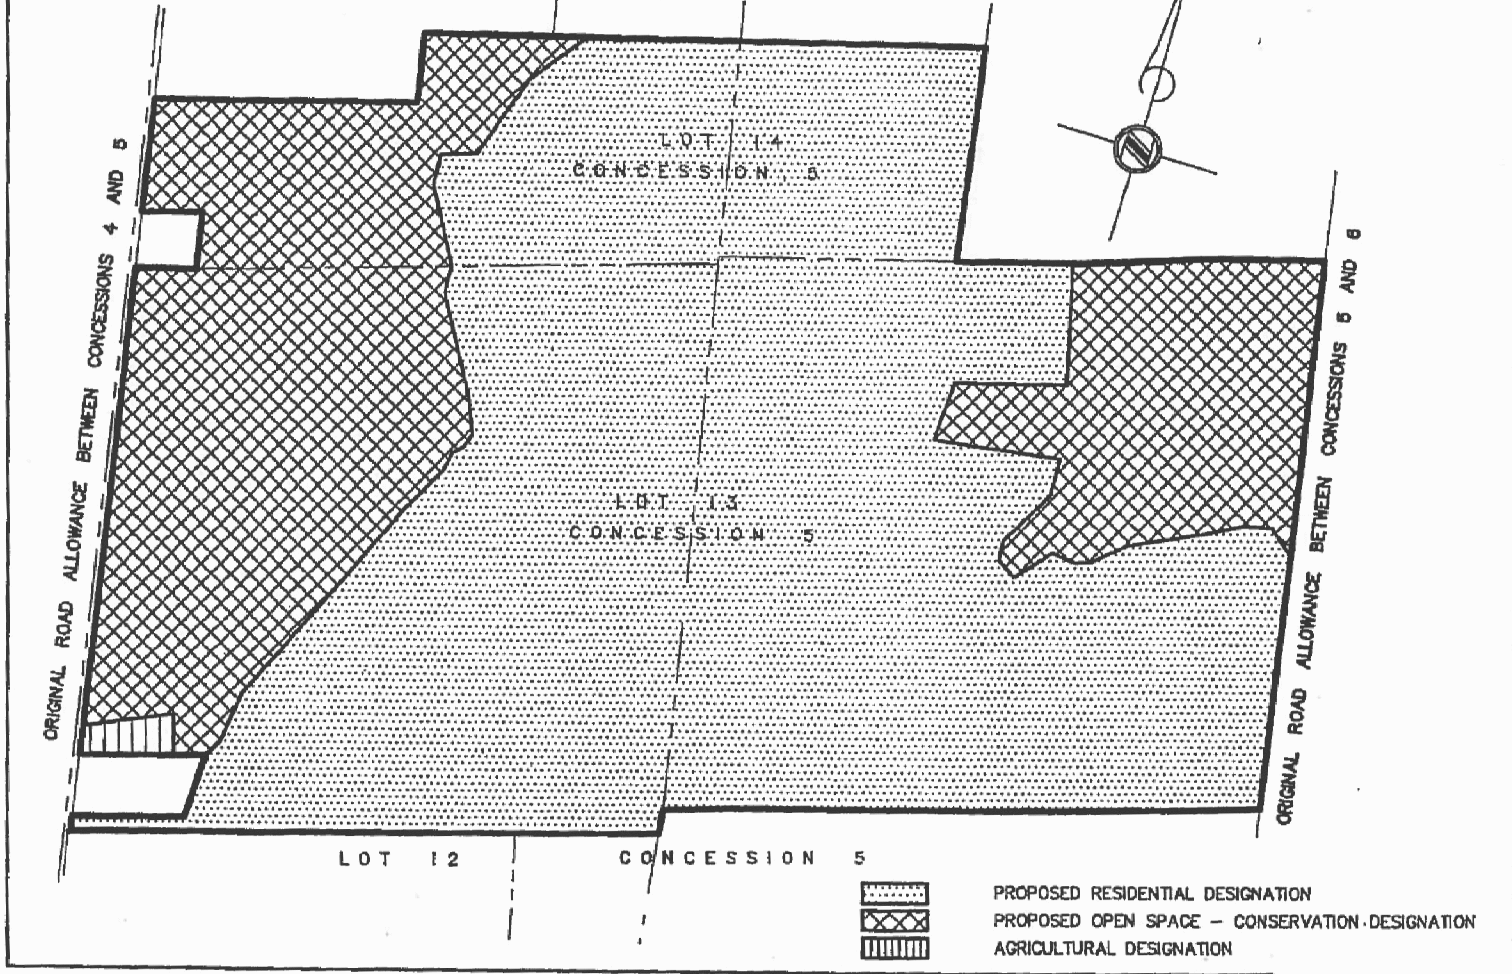 LOT 14
CONCESSION 5
ORIGINAL ROAD ALLOWANCE BETWEEN CONCESSIONS 4 AND 5
LOT 13
CONCESSION 5
ORIGINAL ROAD ALLOWANCE BETWEEN CONCESSIONS 5 AND 6
LOT 12 CONCESSION 5
PROPOSED RESIDENTIAL DESIGNATION
PROPOSED OPEN SPACE - CONSERVATION DESIGNATION
AGRICULTURAL DESIGNATION